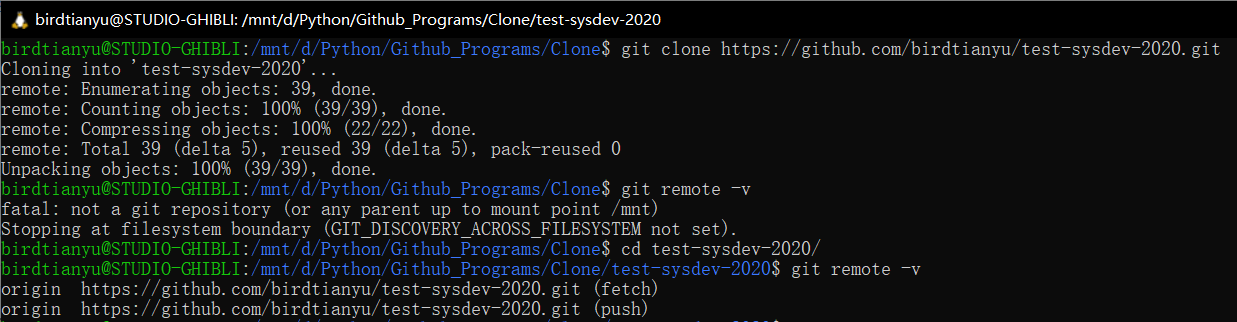 birdtianyu@STUDIO-GHIBLI: /mnt/d/Python/Github_Programs/Clone/test-sysdev-2020
birdtianyu@STUDIO-GHIBLI:/mnt/d/Python/Github_Programs/Clone$ git clone https://github.com/birdtianyu/test-sysdev-2020.git
Cloning into 'test-sysdev-2020'...
remote: Enumerating objects: 39, done.
remote: Counting objects: 100% (39/39), done.
remote: Compressing objects: 100% (22/22), done.
remote: Total 39 (delta 5), reused 39 (delta 5), pack-reused 0
Unpacking objects: 100% (39/39), done.
birdtianyu@STUDIO-GHIBLI:/mnt/d/Python/Github_Programs/Clone$ git remote -v
fatal: not a git repository (or any parent up to mount point /mnt)
Stopping at filesystem boundary (GIT_DISCOVERY_ACROSS_FILESYSTEM not set).
birdtianyu@STUDIO-GHIBLI:/mnt/d/Python/Github_Programs/Clone$ cd test-sysdev-2020/
birdtianyu@STUDIO-GHIBLI:/mnt/d/Python/Github_Programs/Clone/test-sysdev-2020$ git remote -v
origin  https://github.com/birdtianyu/test-sysdev-2020.git (fetch)
origin  https://github.com/birdtianyu/test-sysdev-2020.git (push)